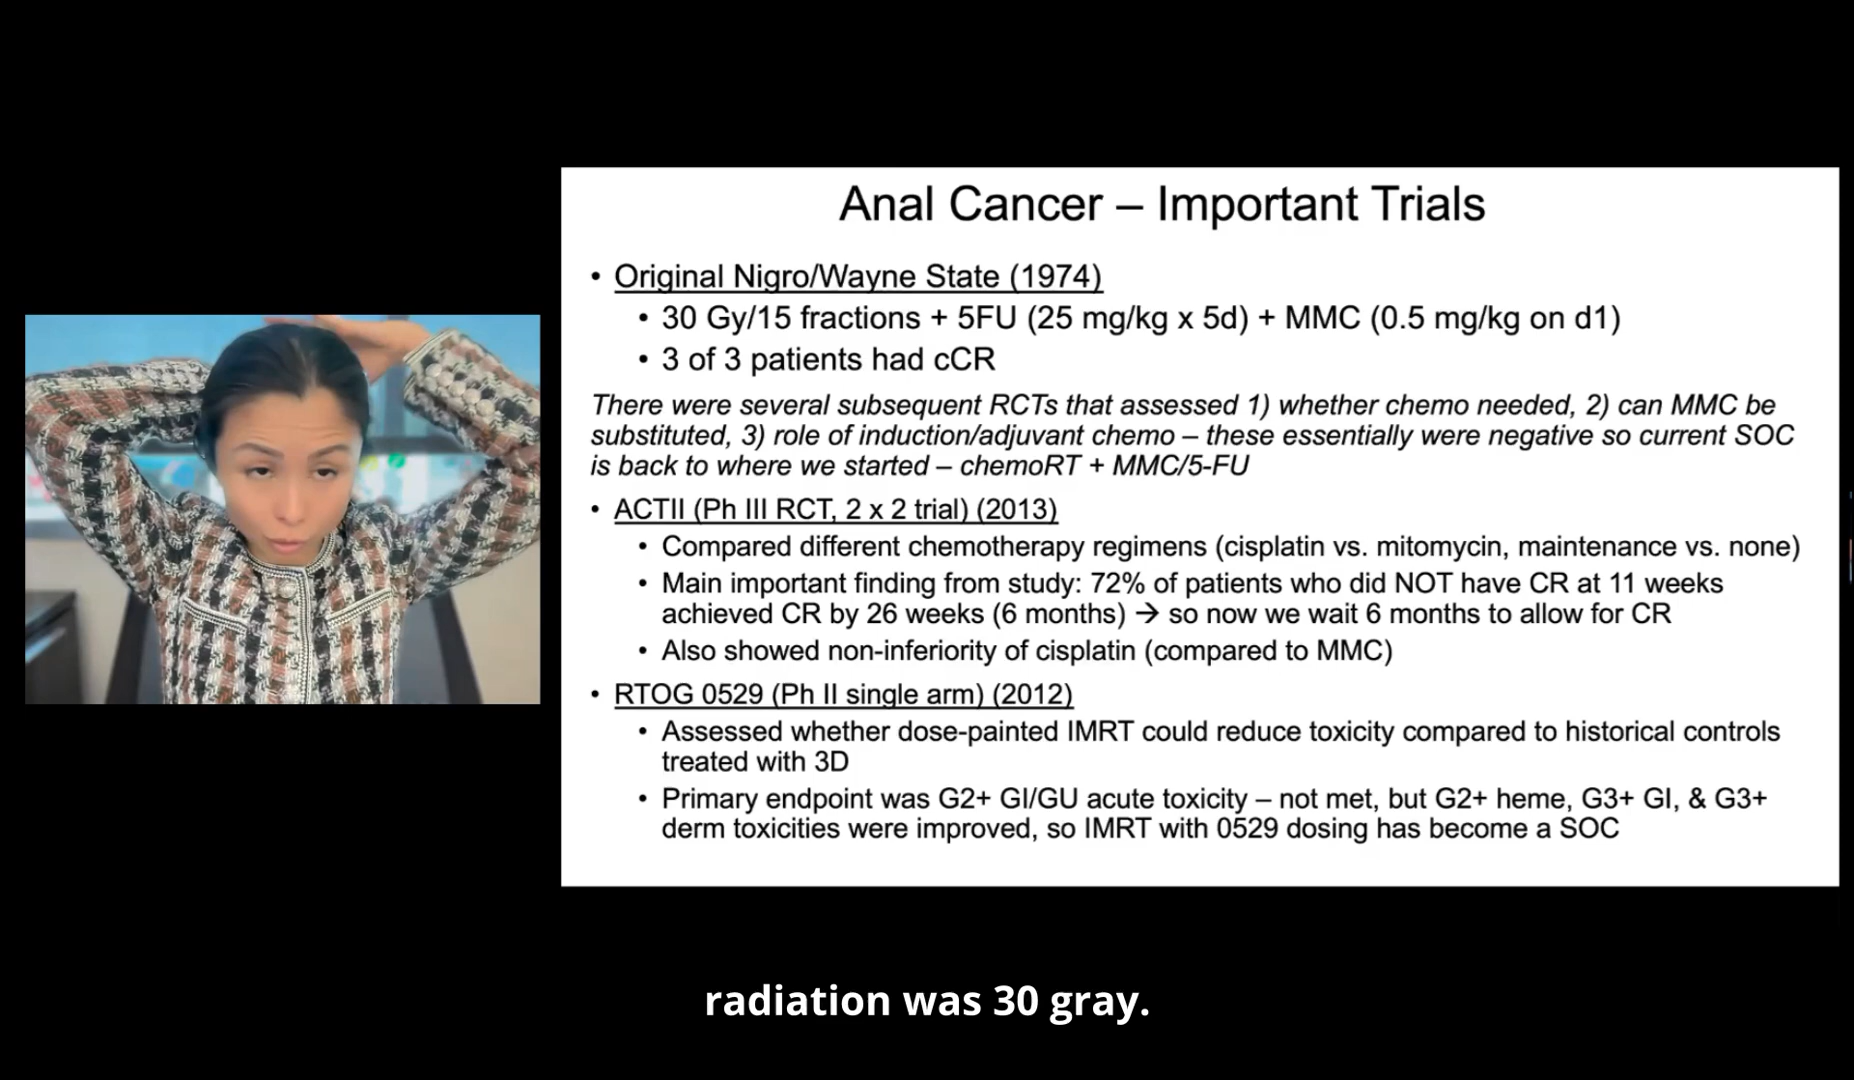 Anal Cancer – Important Trials
• Original Nigro/Wayne State (1974)
• 30 Gy/15 fractions + 5FU (25 mg/kg x 5d) + MMC (0.5 mg/kg on d1)
• 3 of 3 patients had cCR
There were several subsequent RCTs that assessed 1) whether chemo needed, 2) can MMC be
substituted, 3) role of induction/adjuvant chemo – these essentially were negative so current SOC
is back to where we started – chemoRT + MMC/5-FU
• ACTII (Ph III RCT, 2 x 2 trial) (2013)
• Compared different chemotherapy regimens (cisplatin vs. mitomycin, maintenance vs. none)
• Main important finding from study: 72% of patients who did NOT have CR at 11 weeks
achieved CR by 26 weeks (6 months) → so now we wait 6 months to allow for CR
• Also showed non-inferiority of cisplatin (compared to MMC)
• RTOG 0529 (Ph II single arm) (2012)
• Assessed whether dose-painted IMRT could reduce toxicity compared to historical controls
treated with 3D
• Primary endpoint was G2+ GI/GU acute toxicity – not met, but G2+ heme, G3+ GI, & G3+
derm toxicities were improved, so IMRT with 0529 dosing has become a SOC
radiation was 30 gray.